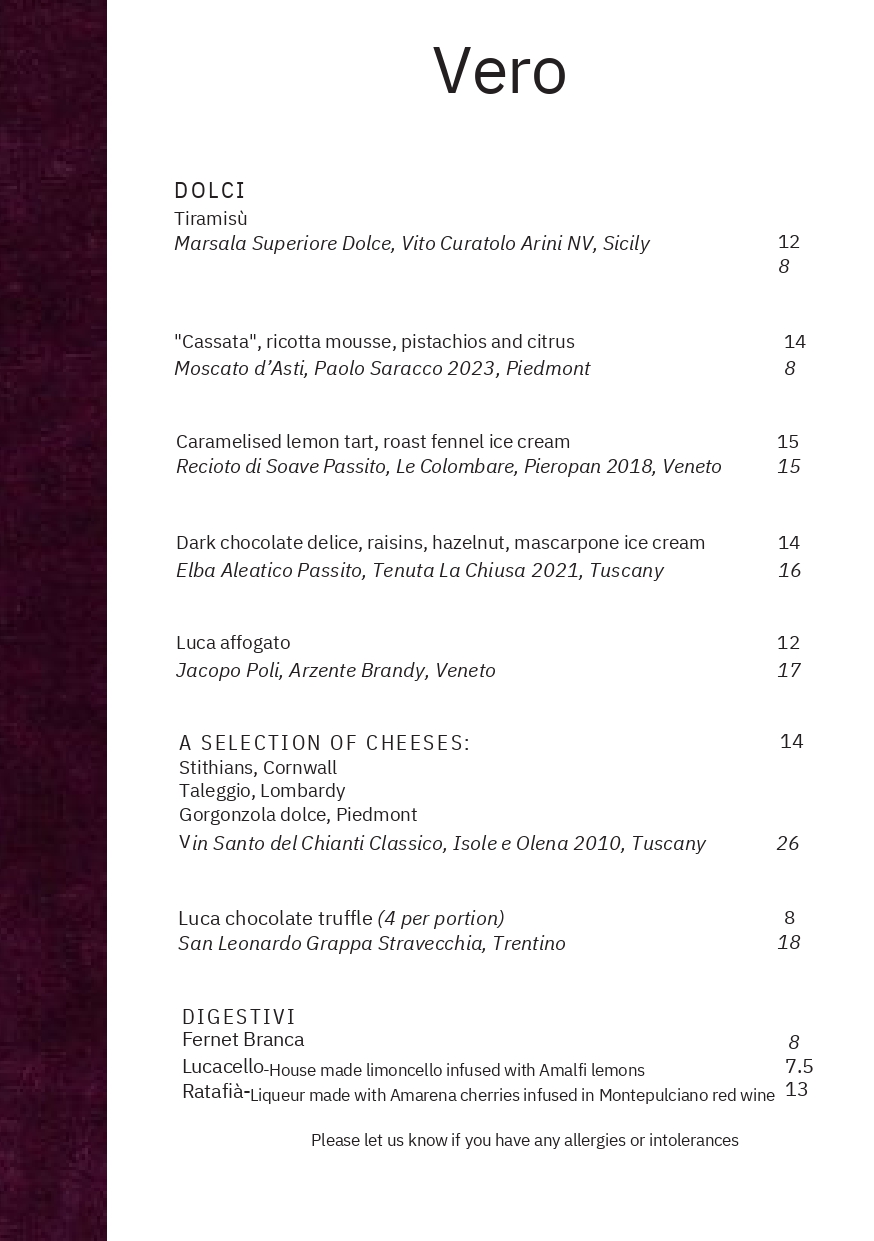 Vero
DOLCI
Tiramisù
Marsala Superiore Dolce, Vito Curatolo Arini NV, Sicily 12
8
"Cassata", ricotta mousse, pistachios and citrus 14
Moscato d’Asti, Paolo Saracco 2023, Piedmont 8
Caramelised lemon tart, roast fennel ice cream 15
Recioto di Soave Passito, Le Colombare, Pieropan 2018, Veneto 15
Dark chocolate delice, raisins, hazelnut, mascarpone ice cream 14
Elba Aleatico Passito, Tenuta La Chiusa 2021, Tuscany 16
Luca affogato 12
Jacopo Poli, Arzente Brandy, Veneto 17
A SELECTION OF CHEESES: 14
Stithians, Cornwall
Taleggio, Lombardy
Gorgonzola dolce, Piedmont
Vin Santo del Chianti Classico, Isole e Olena 2010, Tuscany 26
Luca chocolate truffle (4 per portion) 8
San Leonardo Grappa Stravecchia, Trentino 18
DIGESTIVI
Fernet Branca 8
Lucacello-House made limoncello infused with Amalfi lemons 7.5
Ratafià-Liqueur made with Amarena cherries infused in Montepulciano red wine 13
Please let us know if you have any allergies or intolerances